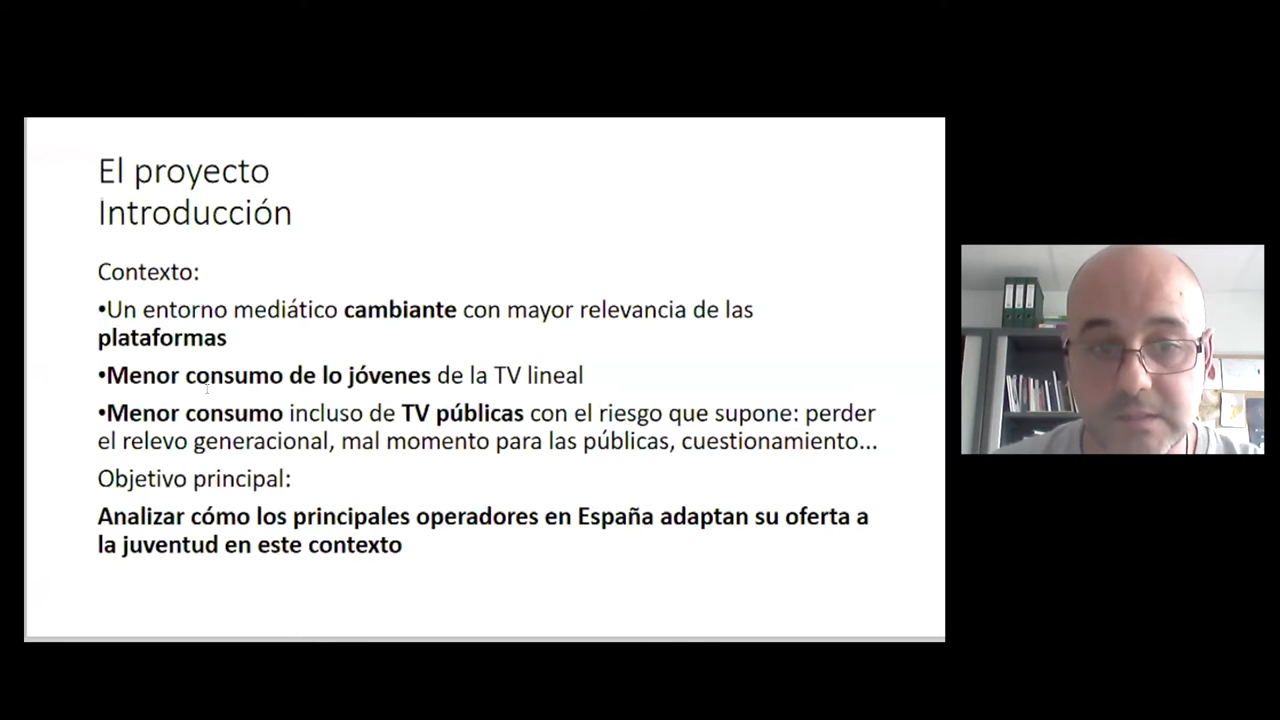 El proyecto
Introducción
Contexto:
•Un entorno mediático cambiante con mayor relevancia de las
plataformas
•Menor consumo de lo jóvenes de la TV lineal
•Menor consumo incluso de TV públicas con el riesgo que supone: perder
el relevo generacional, mal momento para las públicas, cuestionamiento...
Objetivo principal:
Analizar cómo los principales operadores en España adaptan su oferta a
la juventud en este contexto